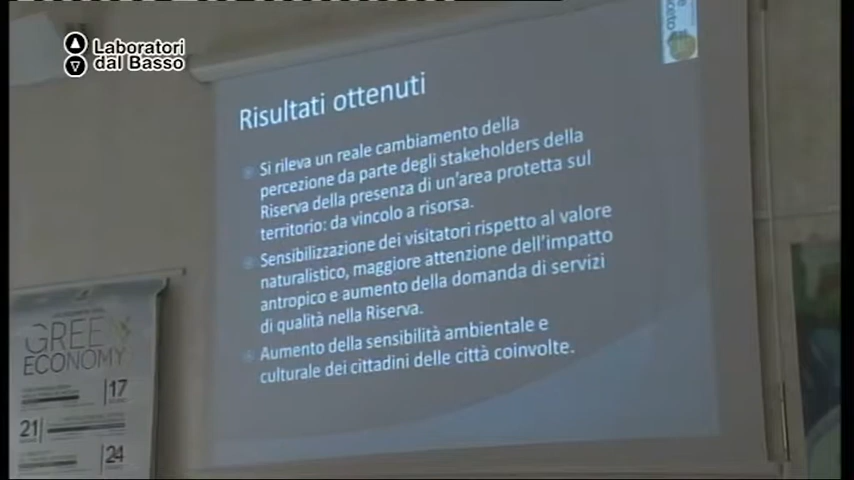 Laboratori
dal Basso
Risultati ottenuti
Si rileva un reale cambiamento della
percezione da parte degli stakeholders della
Riserva della presenza di un'area protetta sul
territorio: da vincolo a risorsa.
Sensibilizzazione dei visitatori rispetto al valore
naturalistico, maggiore attenzione dell'impatto
antropico e aumento della domanda di servizi
di qualità nella Riserva.
Aumento della sensibilità ambientale e
culturale dei cittadini delle città coinvolte.
GREEN
ECONOMY
17
21
24